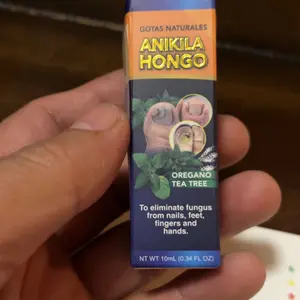 GOTAS NATURALES
ANIKILA
HONGO
OREGANO
TEA TREE
To eliminate fungus
from nails, feet,
fingers and
hands.
NT WT 10mL (0.34 FL OZ)